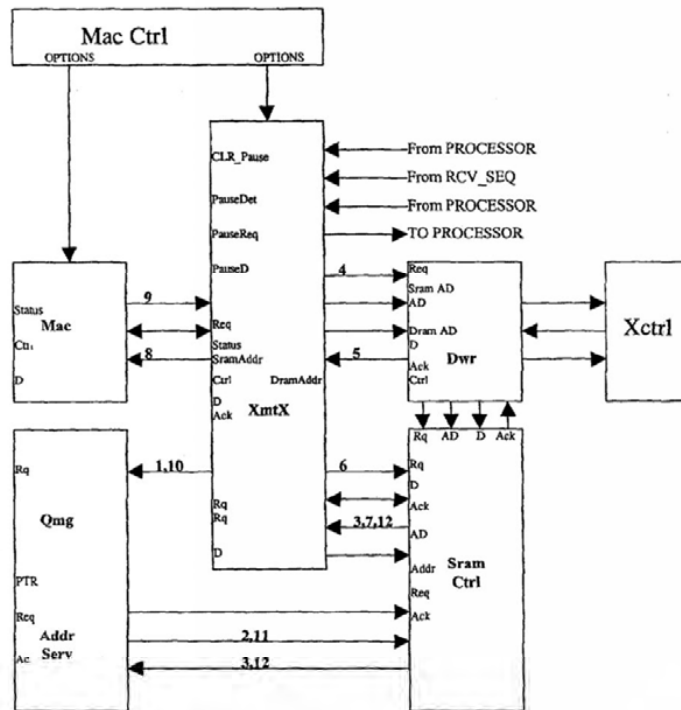 Mac Ctrl
OPTIONS OPTIONS
CLR_Pause
From PROCESSOR
From RCV_SEQ
PauseDet
From PROCESSOR
PauseReq
TO PROCESSOR
PauseD
4
Req
Sram AD
AD
Status
Mac
9
Req
Dram AD
Xctrl
Ctrl
Status
D
8
SramAddr
5
Dwr
Ack
D
Ctrl
DramAddr
Ctrl
XmtX
D
Ack
Rq AD D Ack
Rq
1,10
6
Rq
D
Qmg
Rq
Ack
Rq
3,7,12
AD
D
Sram
Ctrl
Addr
PTR
Req
Req
Ack
Addr
Serv
2,11
3,12